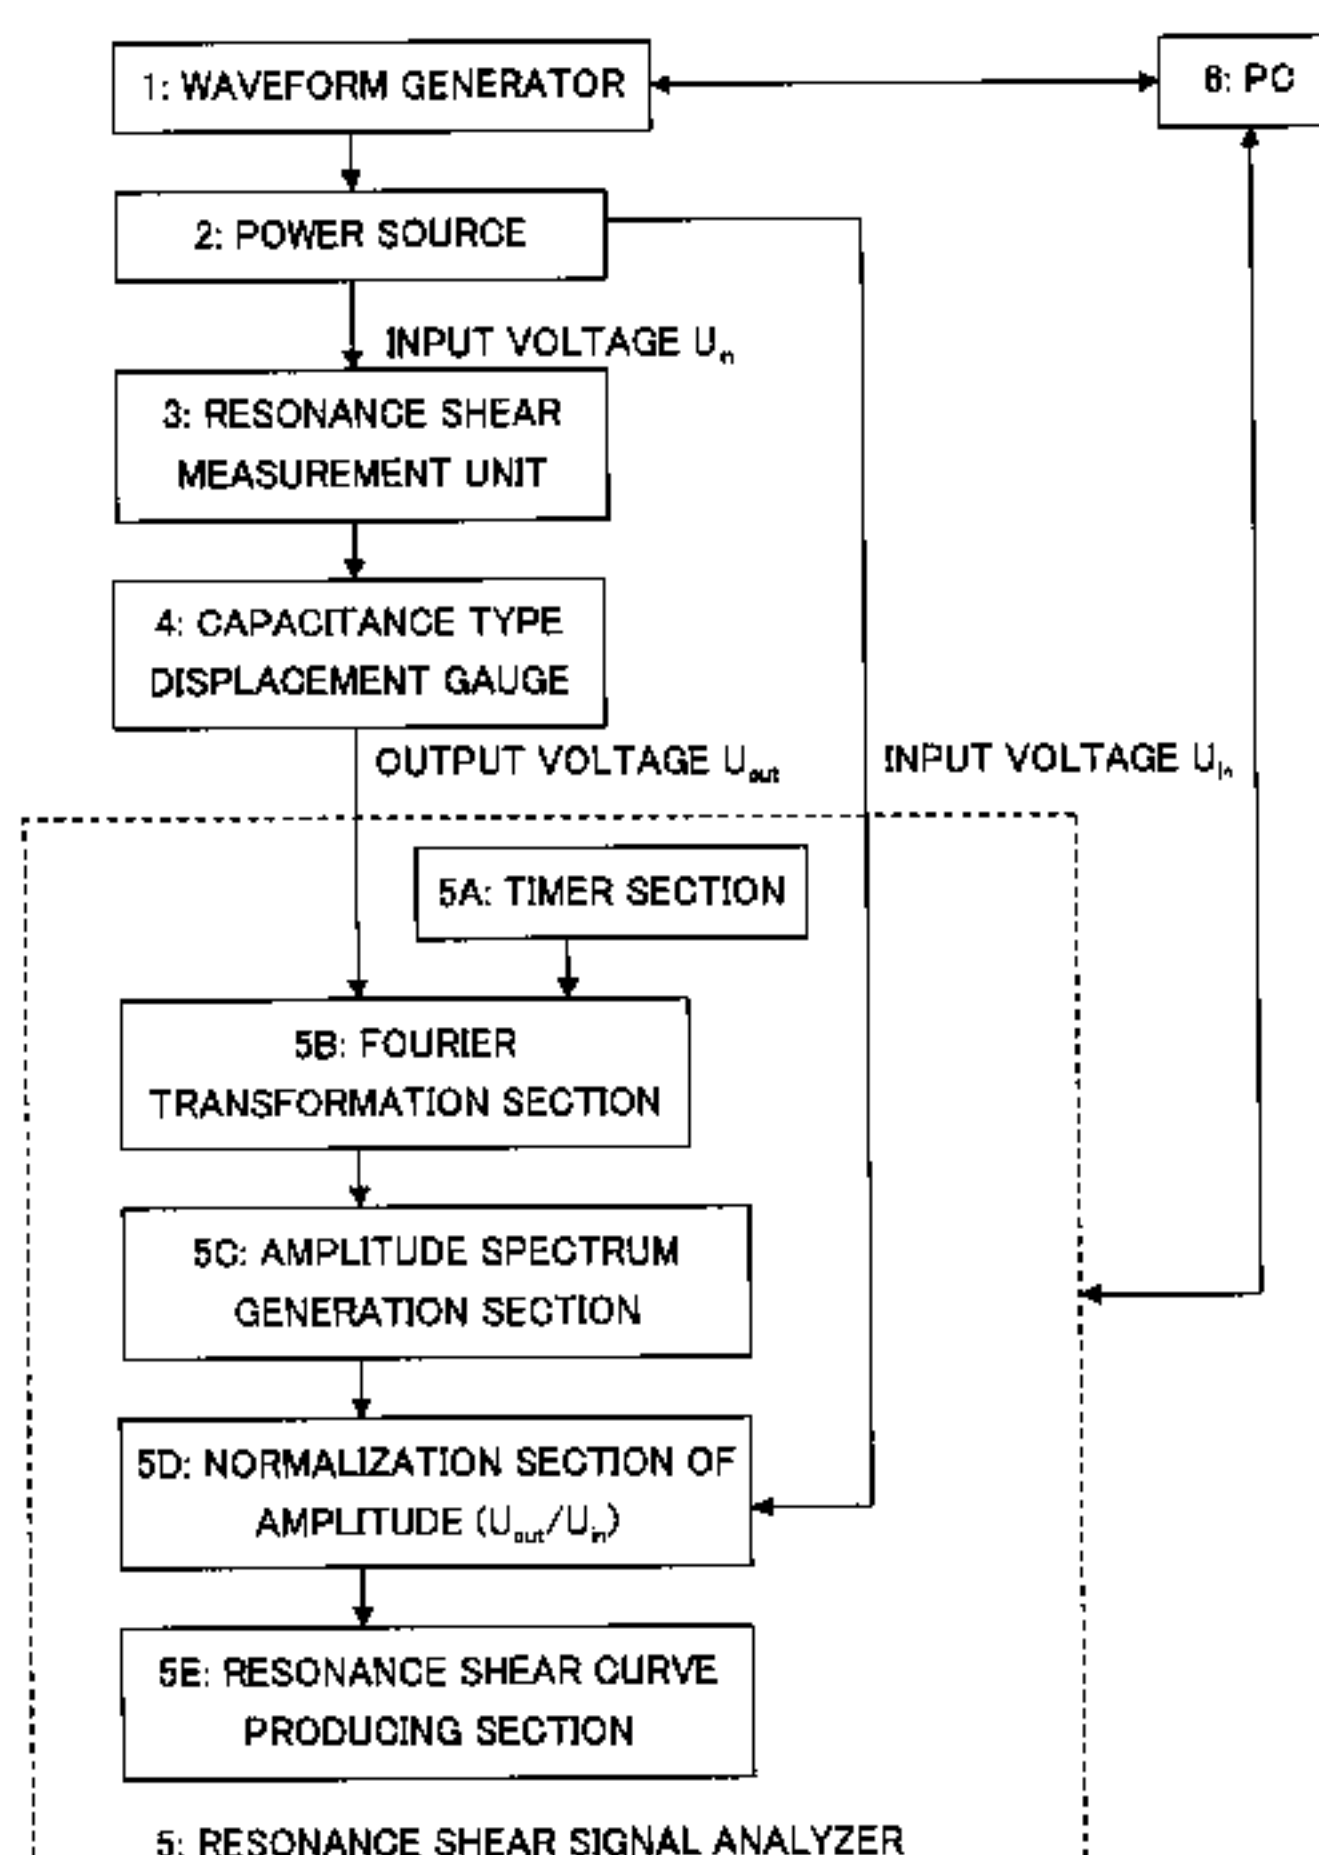 1: WAVEFORM GENERATOR
6: PC
2: POWER SOURCE
INPUT VOLTAGE Uin
3: RESONANCE SHEAR
MEASUREMENT UNIT
4: CAPACITANCE TYPE
DISPLACEMENT GAUGE
OUTPUT VOLTAGE Uout
INPUT VOLTAGE Uin
5A: TIMER SECTION
5B: FOURIER
TRANSFORMATION SECTION
5C: AMPLITUDE SPECTRUM
GENERATION SECTION
5D: NORMALIZATION SECTION OF
AMPLITUDE (Uout/Uin)
5E: RESONANCE SHEAR CURVE
PRODUCING SECTION
5: RESONANCE SHEAR SIGNAL ANALYZER